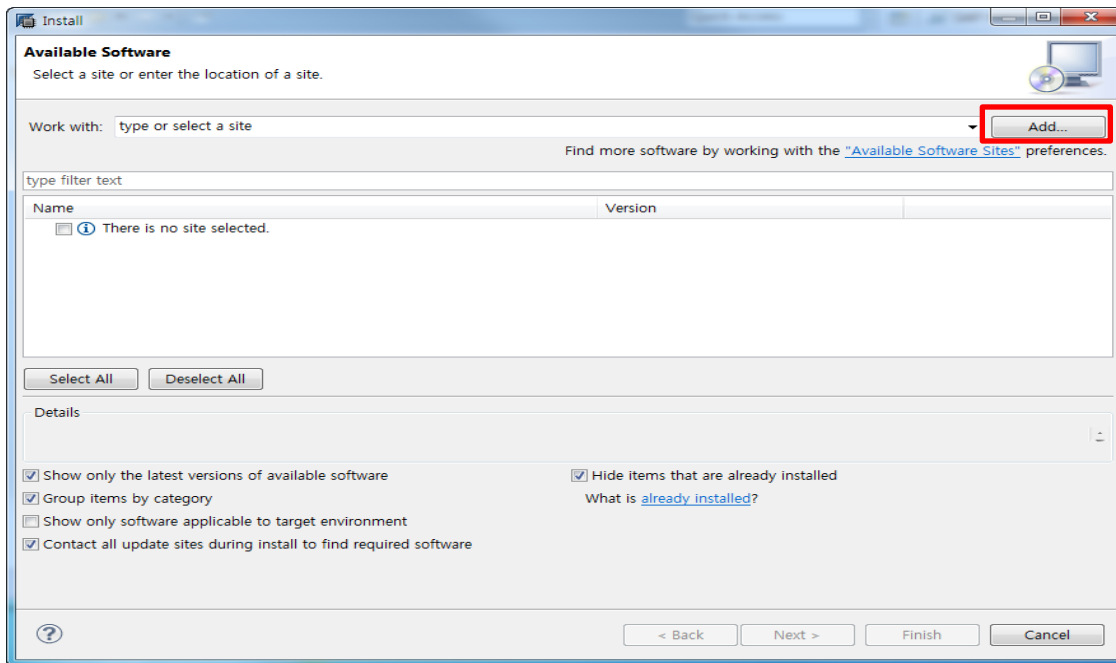 Install
Available Software
Select a site or enter the location of a site.
Work with: type or select a site Add...
Find more software by working with the "Available Software Sites" preferences.
type filter text
Name Version
There is no site selected.
Select All Deselect All
Details
Show only the latest versions of available software Hide items that are already installed
Group items by category What is already installed?
Show only software applicable to target environment
Contact all update sites during install to find required software
< Back Next > Finish Cancel